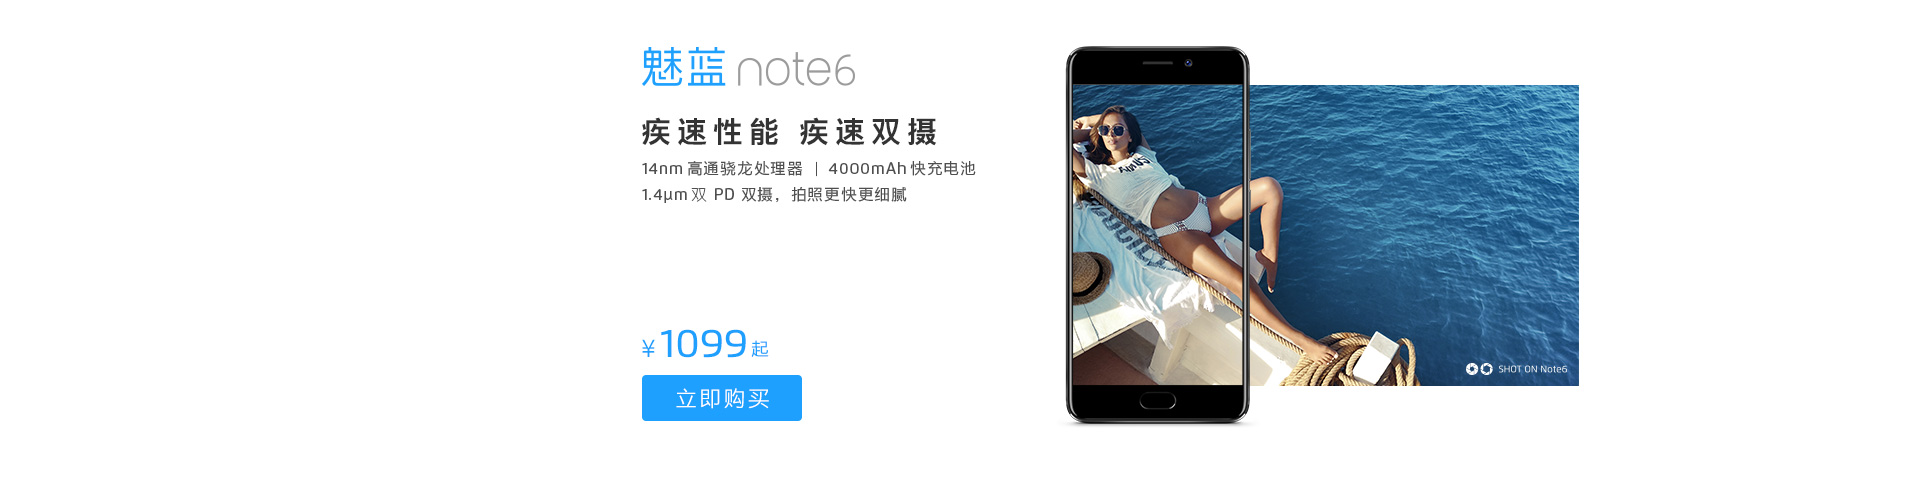 魅蓝 note6
疾速性能 疾速双摄
14nm 高通骁龙处理器 | 4000mAh 快充电池
1.4μm 双 PD 双摄，拍照更快更细腻
¥1099起
立即购买
SHOT ON Note6